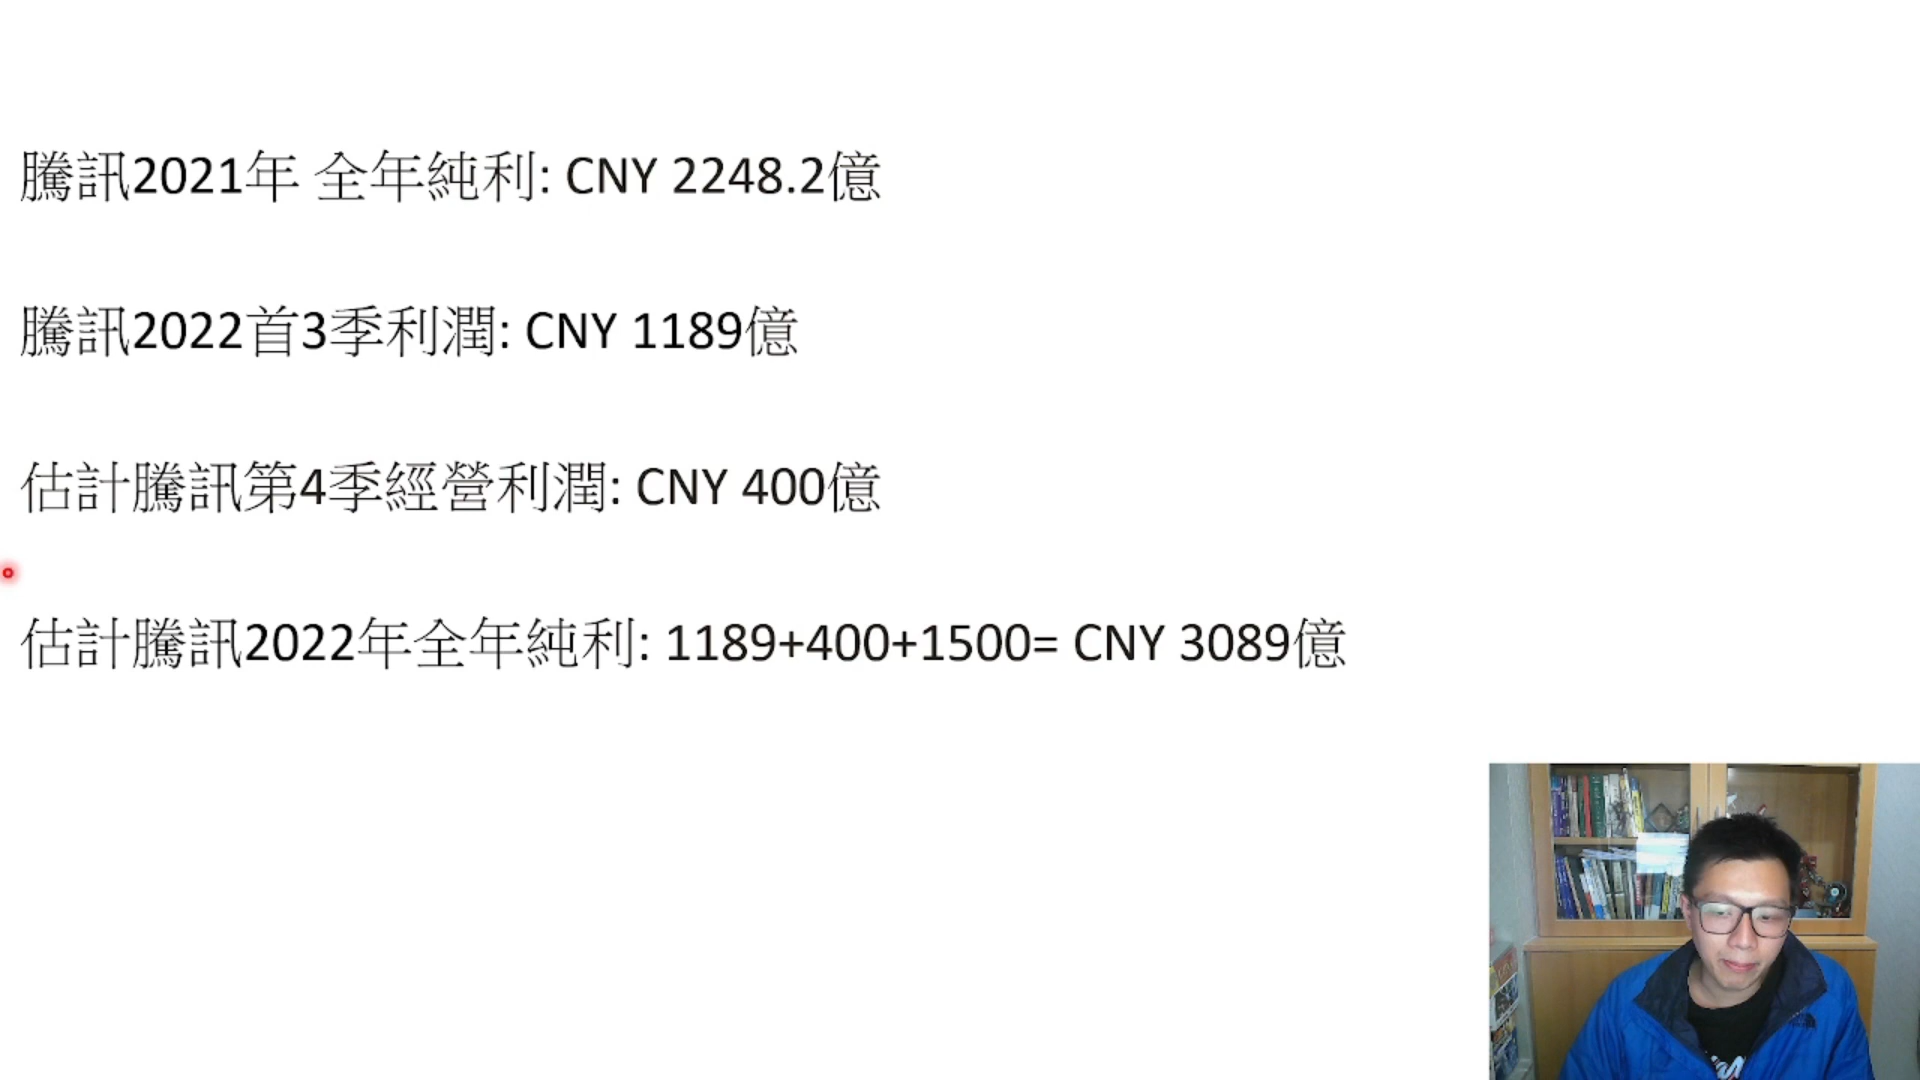 騰訊2021年 全年純利: CNY 2248.2億
騰訊2022首3季利潤: CNY 1189億
估計騰訊第4季經營利潤: CNY 400億
估計騰訊2022年全年純利: 1189+400+1500= CNY 3089億